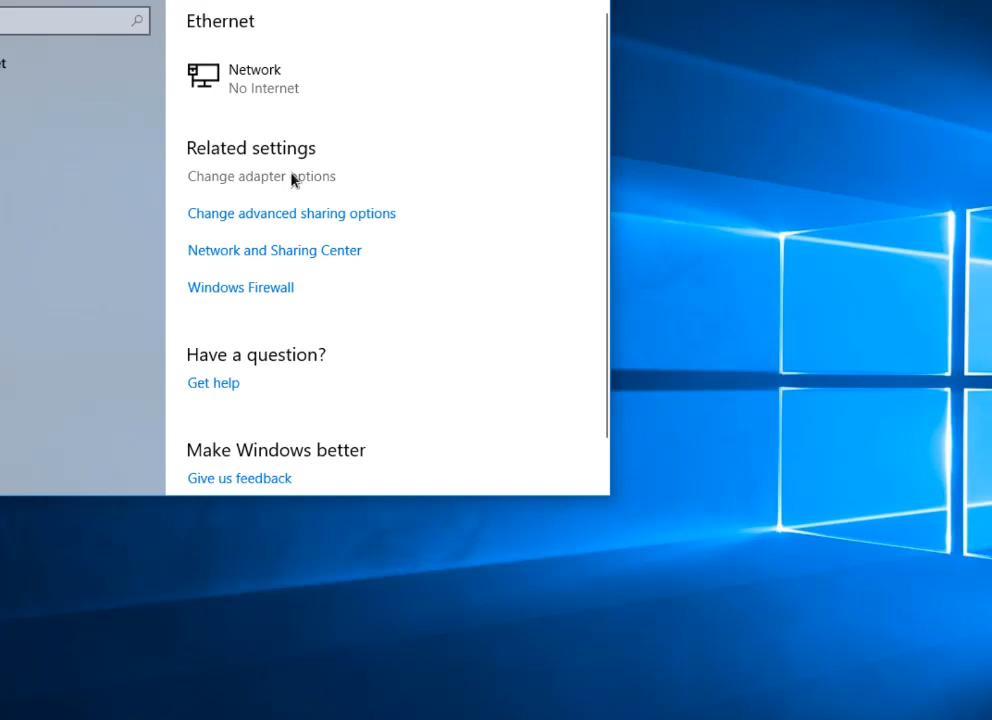 Ethernet
Network
No Internet
Related settings
Change adapter options
Change advanced sharing options
Network and Sharing Center
Windows Firewall
Have a question?
Get help
Make Windows better
Give us feedback